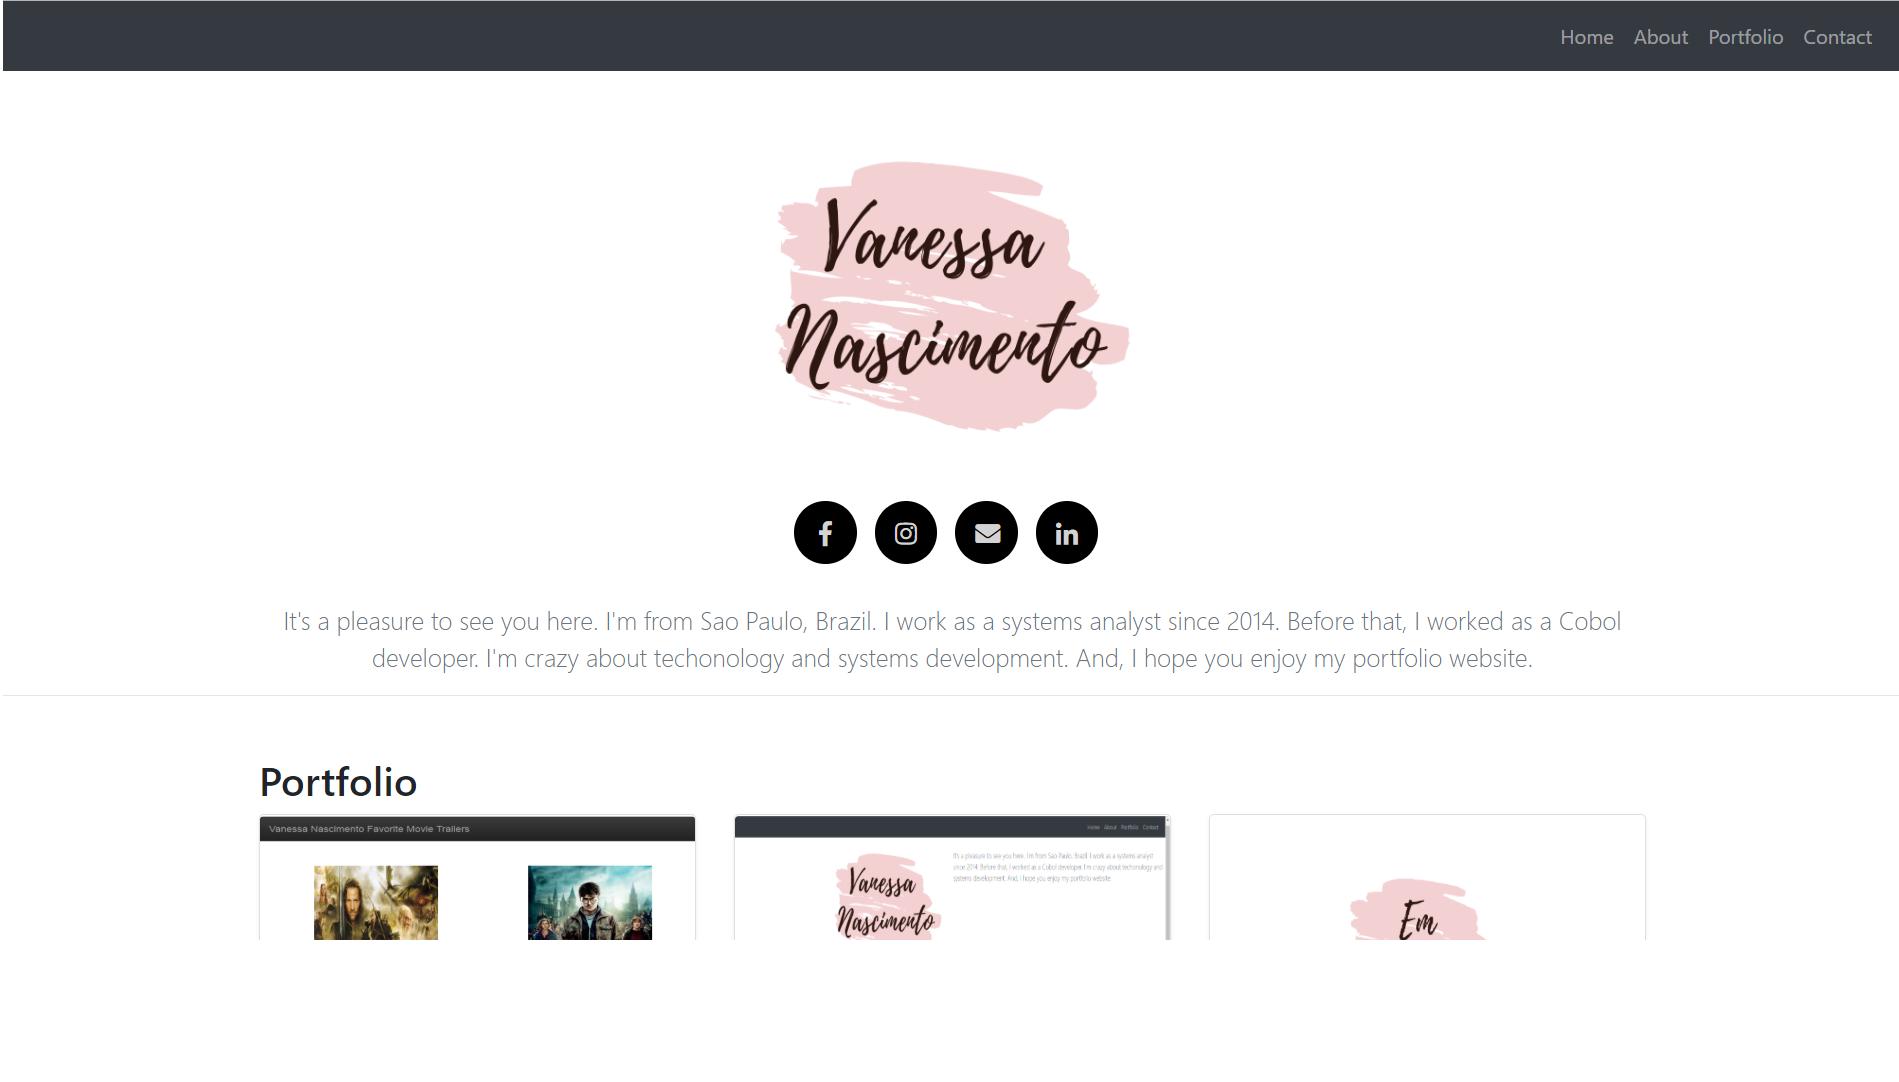 Home About Portfolio Contact
Vanessa
Nascimento
It's a pleasure to see you here. I'm from Sao Paulo, Brazil. I work as a systems analyst since 2014. Before that, I worked as a Cobol
developer. I'm crazy about techonology and systems development. And, I hope you enjoy my portfolio website.
Portfolio
Vanessa Nascimento Favorite Movie Trailers
Home About Portfolio Contact
It's a pleasure to see you here. I'm from Sao Paulo, Brazil. I work as a systems analyst
since 2014. Before that, I worked as a Cobol developer. I'm crazy about techonology and
systems development. And, I hope you enjoy my portfolio website.
Vanessa
Nascimento
Em